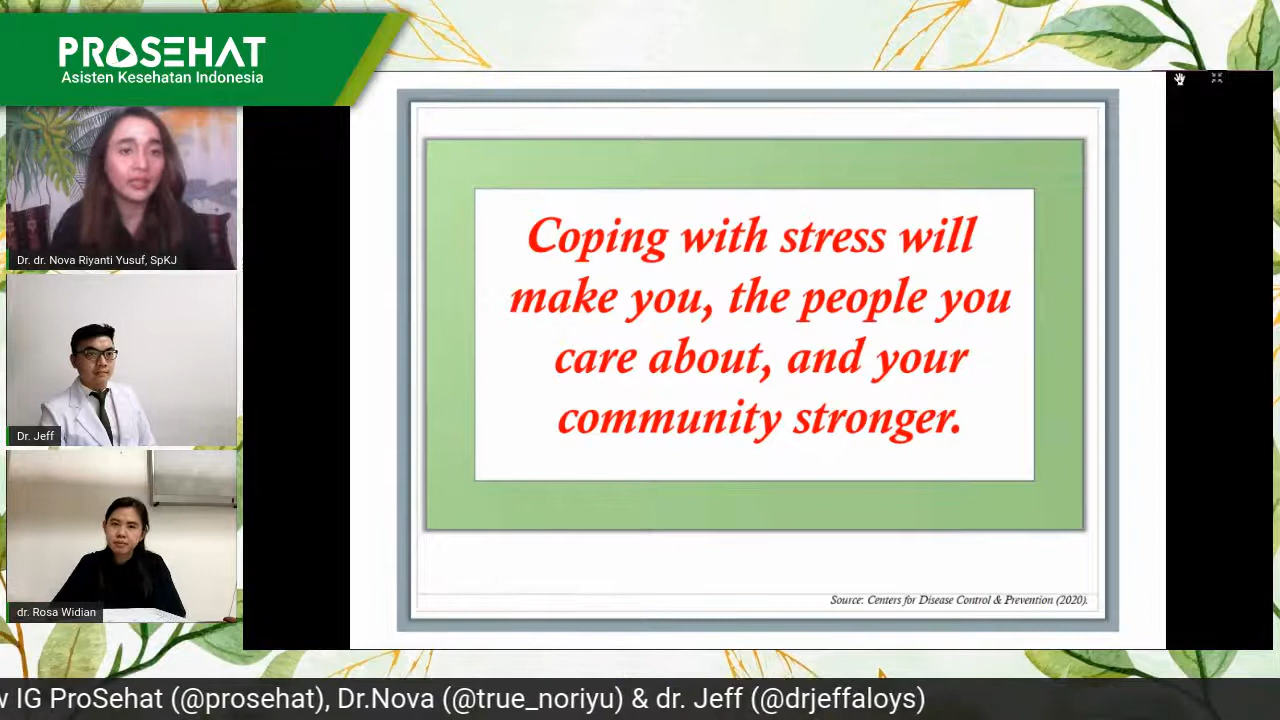 PROSEHAT
Asisten Kesehatan Indonesia
Dr. dr. Nova Riyanti Yusuf, SpKJ
Dr. Jeff
dr. Rosa Widian
Coping with stress will
make you, the people you
care about, and your
community stronger.
Source: Centers for Disease Control & Prevention (2020).
IG ProSehat (@prosehat), Dr.Nova (@true_noriyu) & dr. Jeff (@drjeffaloys)